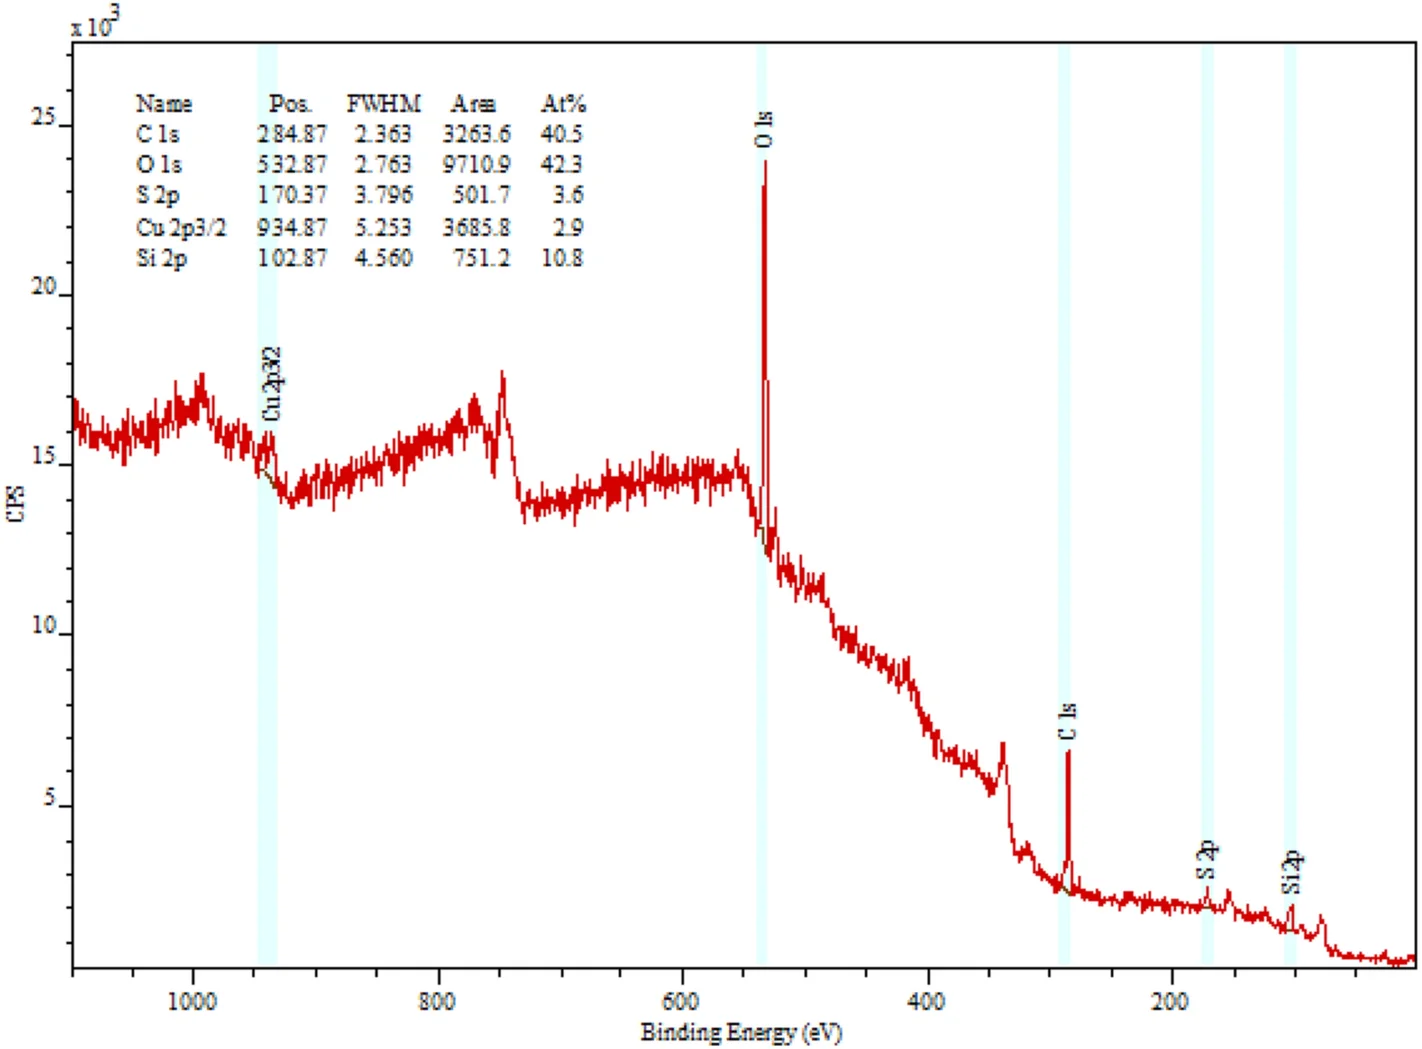 x 10³
Name Pos. FWHM Area At%
C 1s 284.87 2.363 3263.6 40.5
O 1s 532.87 2.763 9710.9 42.3
S 2p 170.37 3.796 501.7 3.6
Cu 2p3/2 934.87 5.253 3685.8 2.9
Si 2p 102.87 4.560 751.2 10.8
O 1s
Cu 2p3/2
C 1s
S 2p
Si 2p
25
20
15
10
5
CPS
1000 800 600 400 200
Binding Energy (eV)